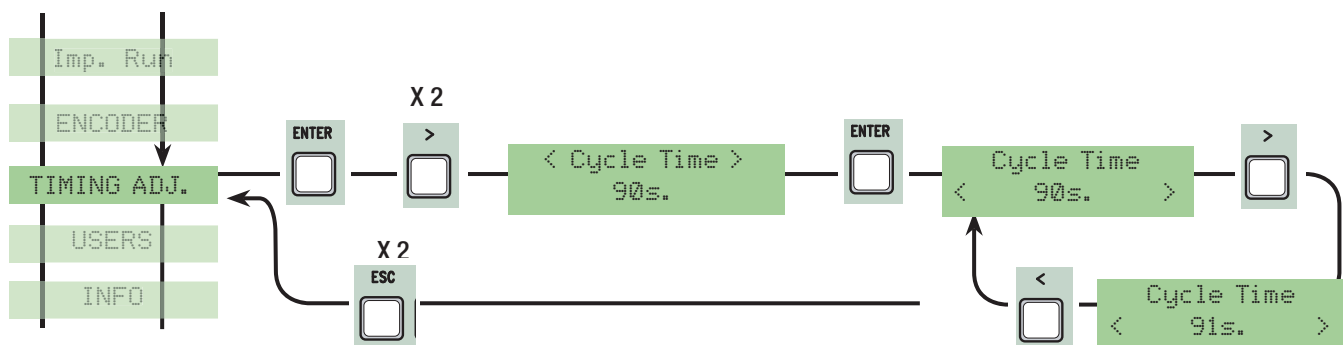 Imp. Run
ENCODER
TIMING ADJ.
USERS
INFO
ENTER
X 2
>
< Cycle Time >
90s.
ENTER
Cycle Time
< 90s. >
>
X 2
ESC
<
Cycle Time
< 91s. >